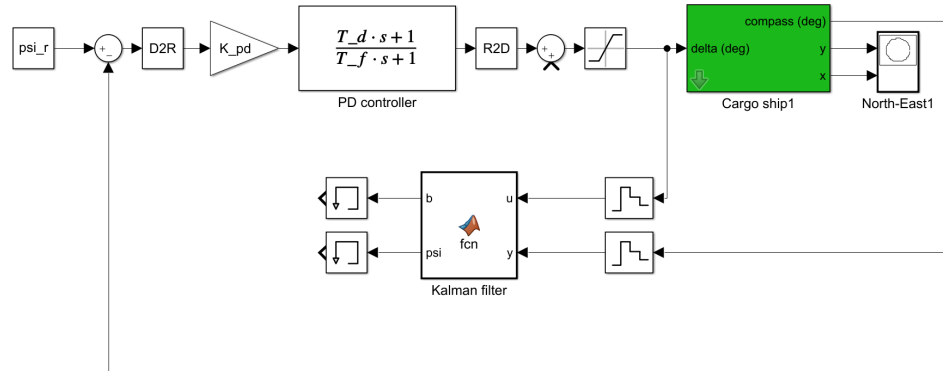 compass (deg)
psi_r
D2R
K_pd
T_d · s + 1
T_f · s + 1
R2D
delta (deg)
y
x
PD controller
Cargo ship1
North-East1
b
u
fcn
psi
y
Kalman filter